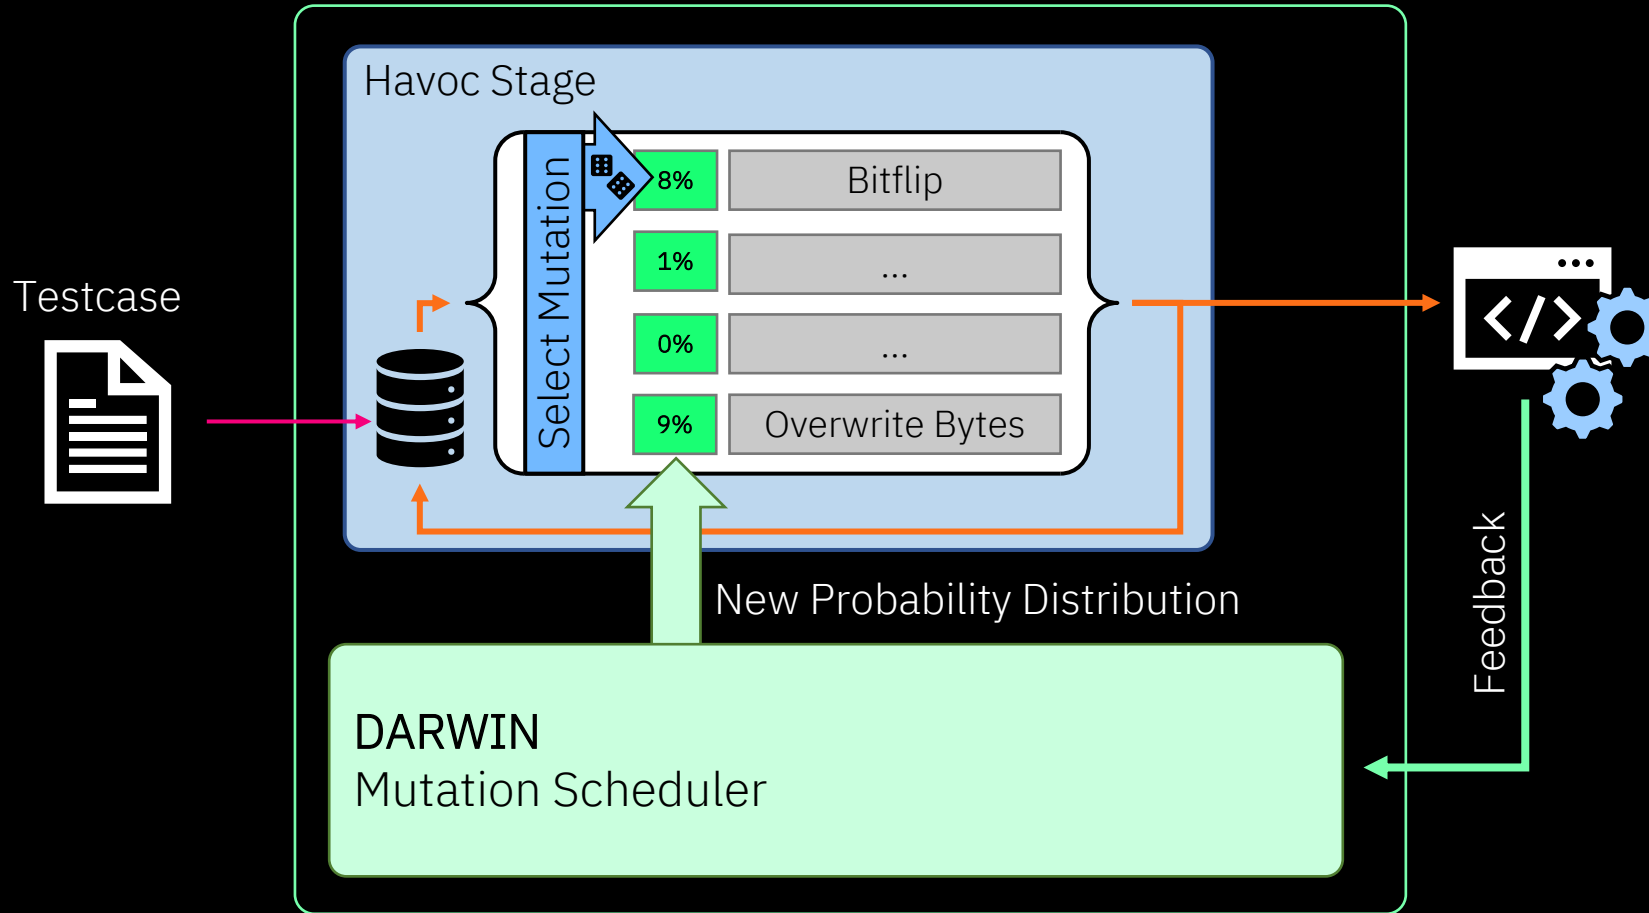 Havoc Stage
Select Mutation
8%
Bitflip
1%
...
0%
...
9%
Overwrite Bytes
Testcase
</>
New Probability Distribution
Feedback
DARWIN
Mutation Scheduler